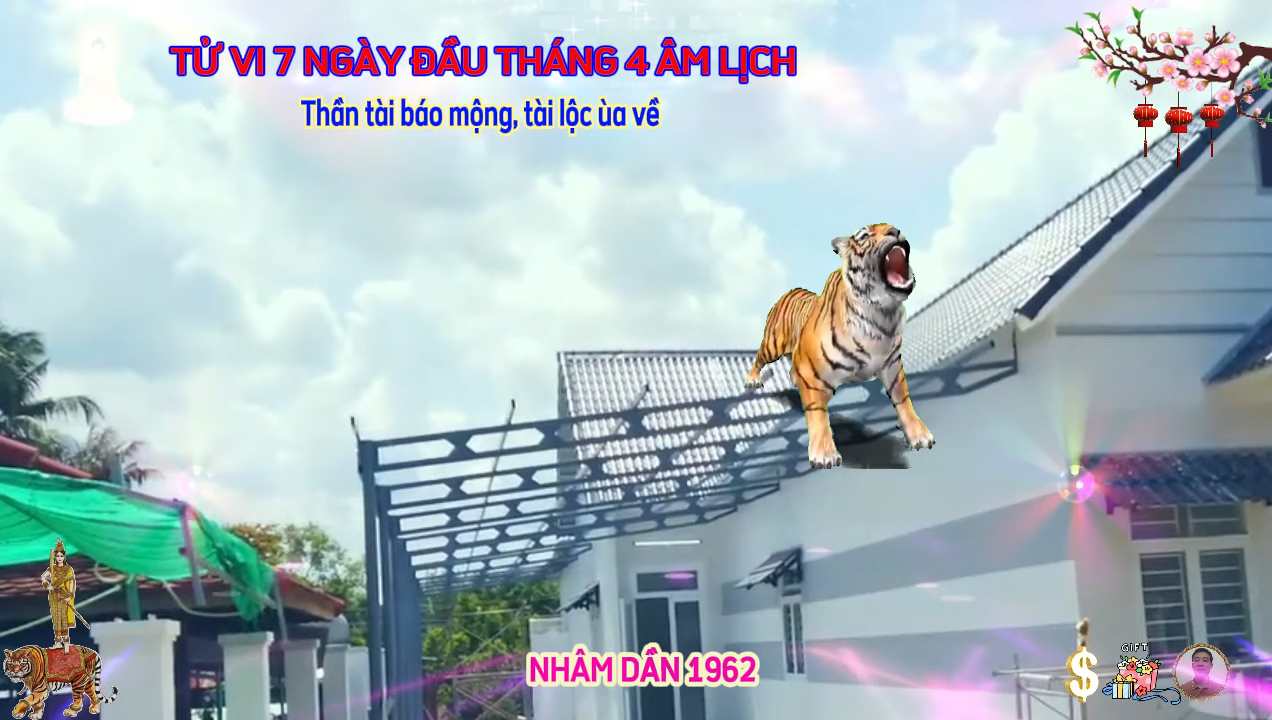 TỬ VI 7 NGÀY ĐẦU THÁNG 4 ÂM LỊCH
Thần tài báo mộng, tài lộc ùa về
NHÂM DẦN 1962
GIFT
$